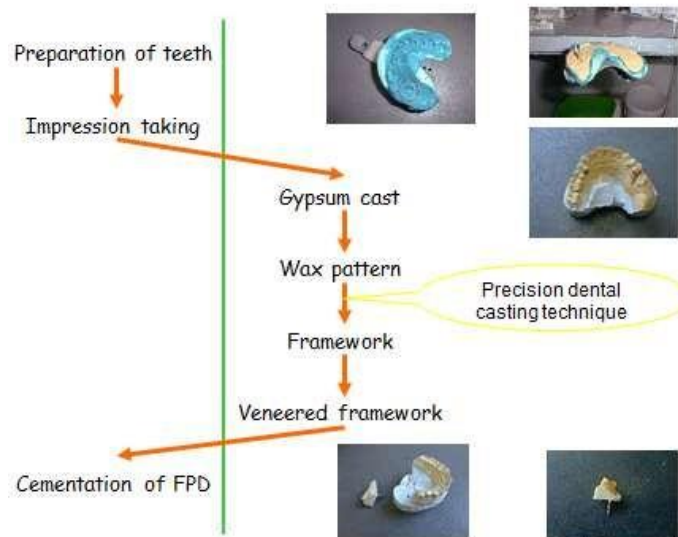 Preparation of teeth
Impression taking
Gypsum cast
Wax pattern
Precision dental
casting technique
Framework
Veneered framework
Cementation of FPD